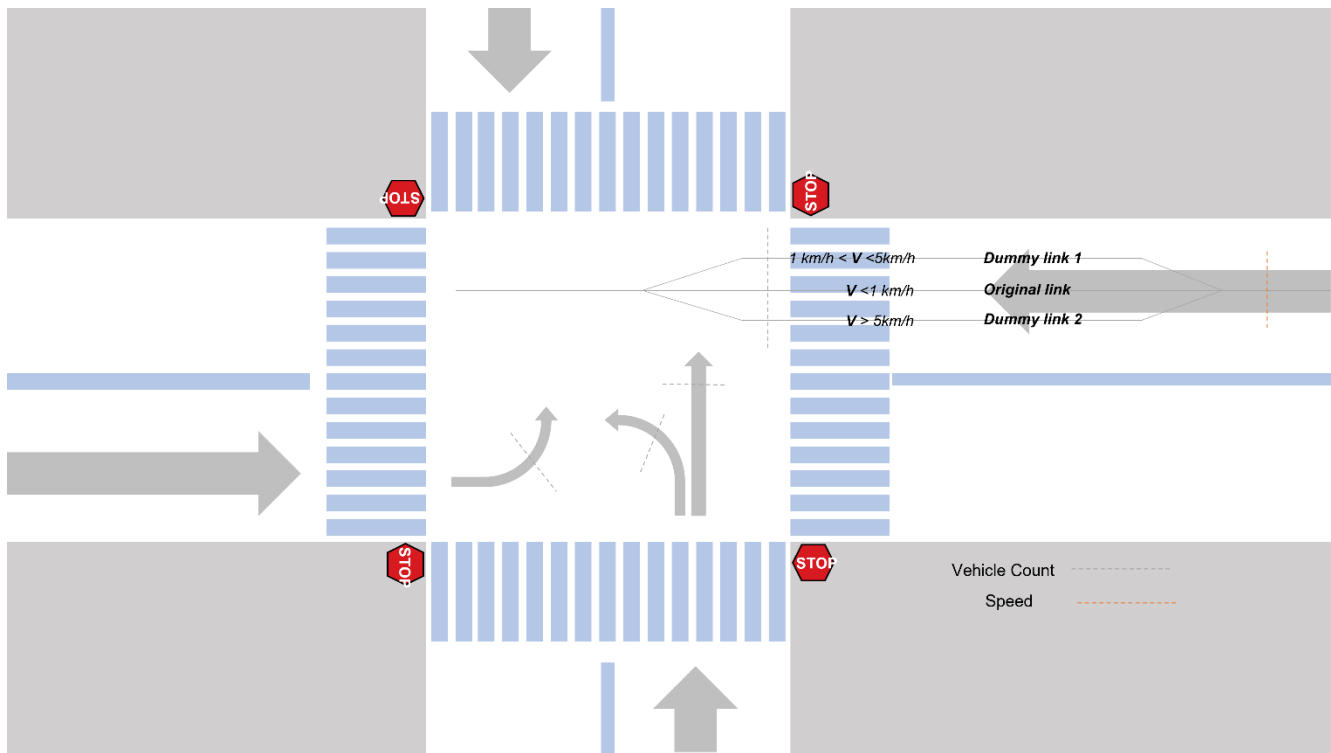 STOP
STOP
1 km/h < V <5km/h Dummy link 1
V <1 km/h Original link
V > 5km/h Dummy link 2
STOP
STOP
Vehicle Count
Speed